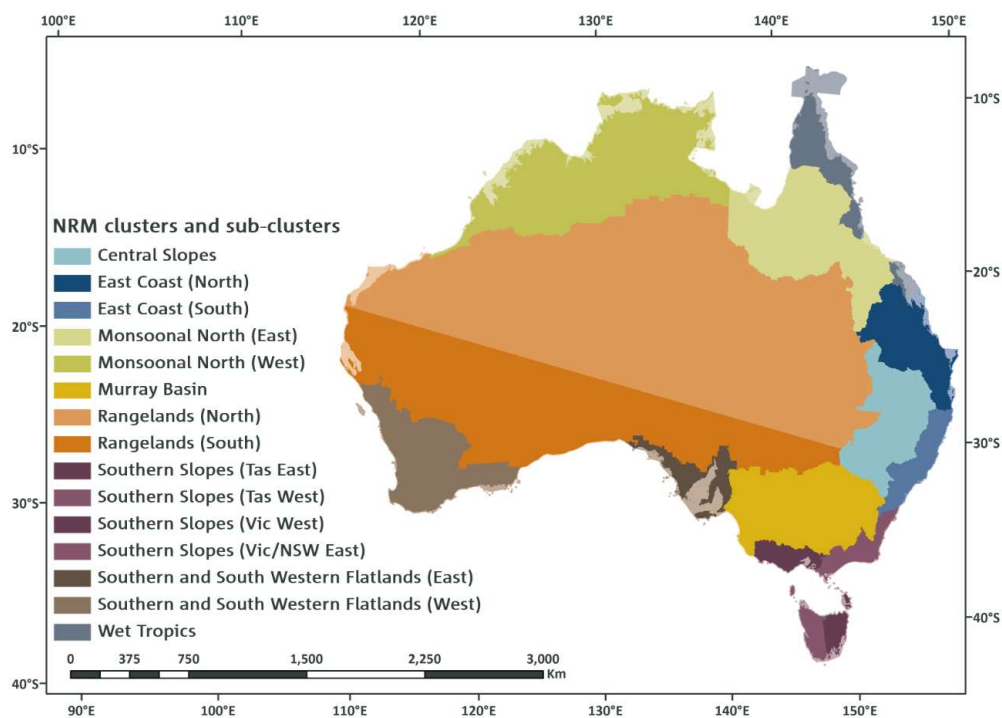 100°E 110°E 120°E 130°E 140°E 150°E
10°S
10°S
NRM clusters and sub-clusters
Central Slopes
East Coast (North)
20°S
East Coast (South)
20°S
Monsoonal North (East)
Monsoonal North (West)
Murray Basin
Rangelands (North)
Rangelands (South)
30°S
Southern Slopes (Tas East)
Southern Slopes (Tas West)
30°S
Southern Slopes (Vic West)
Southern Slopes (Vic/NSW East)
Southern and South Western Flatlands (East)
Southern and South Western Flatlands (West)
40°S
Wet Tropics
0 375 750 1,500 2,250 3,000
Km
40°S
90°E 100°E 110°E 120°E 130°E 140°E 150°E